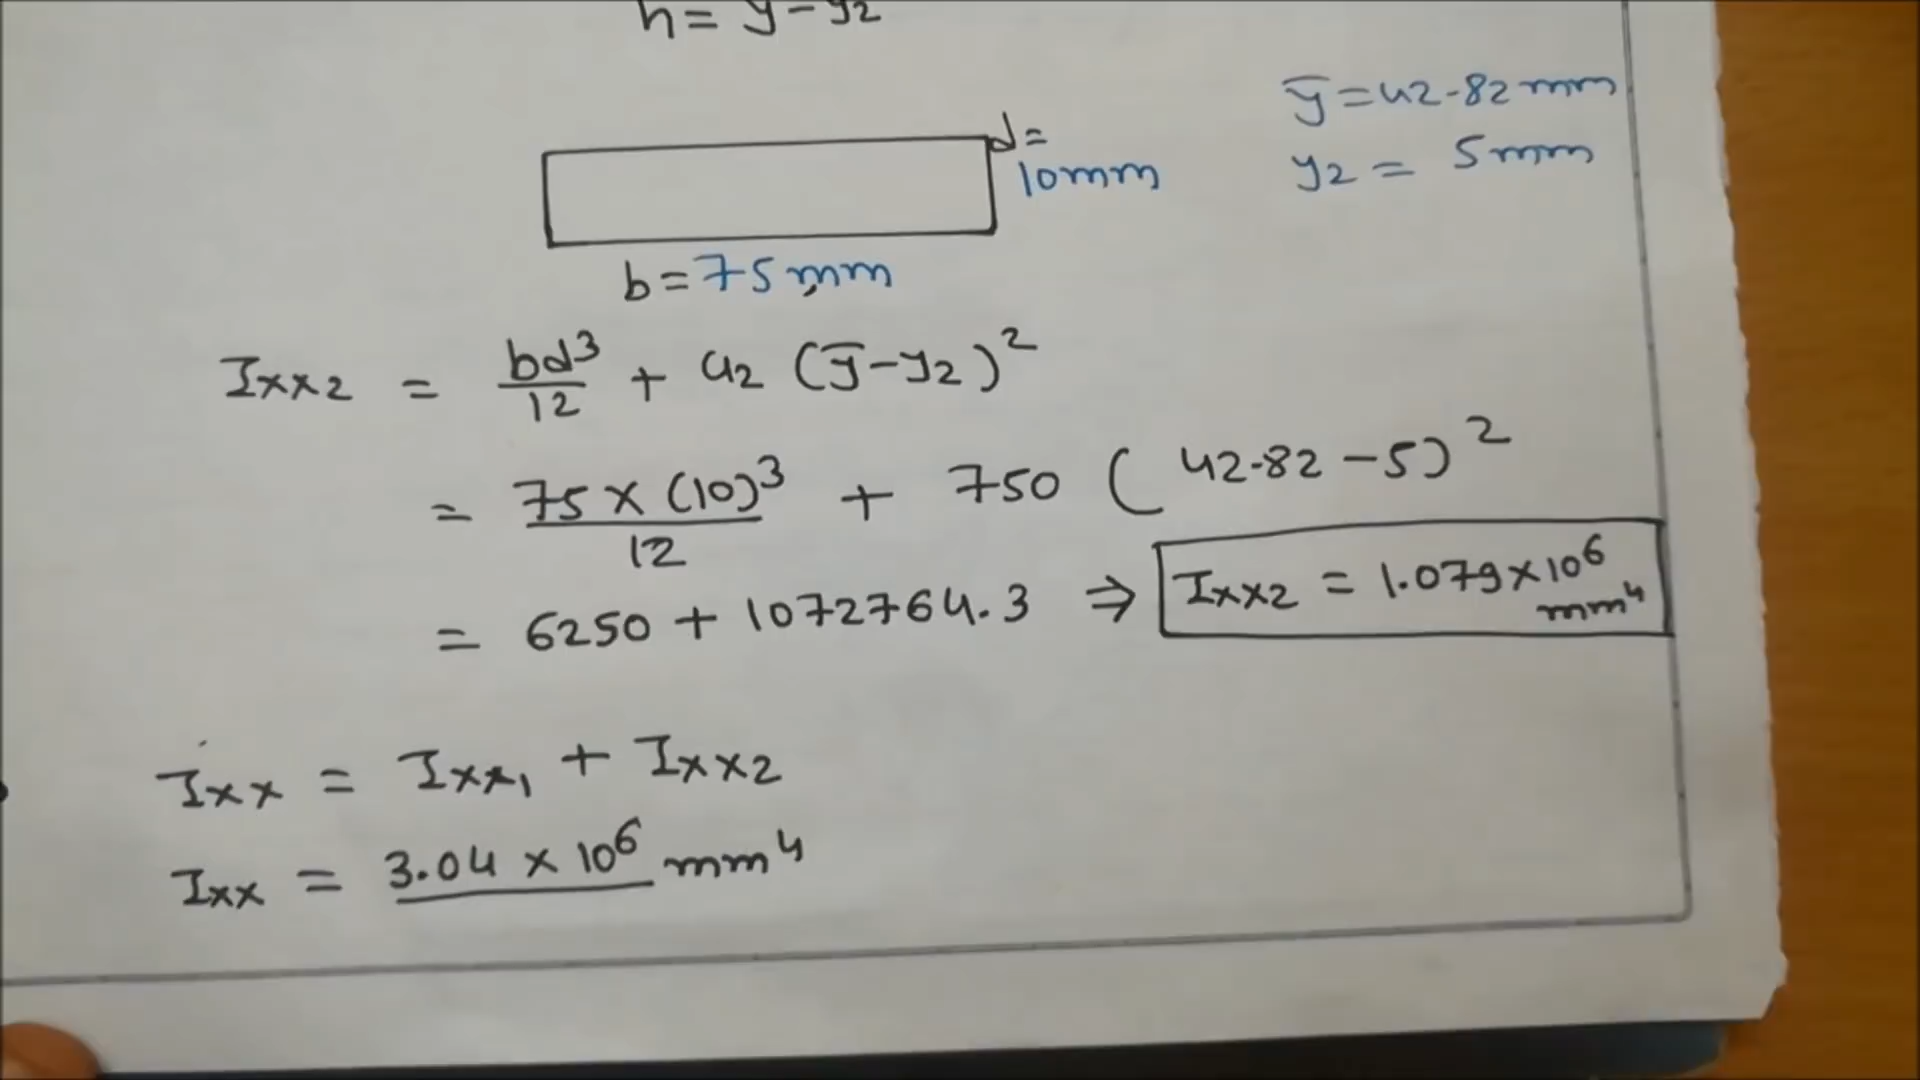 h = y - y2
y̅ = 42.82 mm
y2 = 5 mm
d =
10mm
b = 75mm
Ixx2 = bd³/12 + a2 (y̅ - y2)²
= 75 x (10)³/12 + 750 (42.82 - 5)²
= 6250 + 1072764.3 ⇒ Ixx2 = 1.079 x 10⁶ mm⁴
Ixx = Ixx1 + Ixx2
Ixx = 3.04 x 10⁶ mm⁴